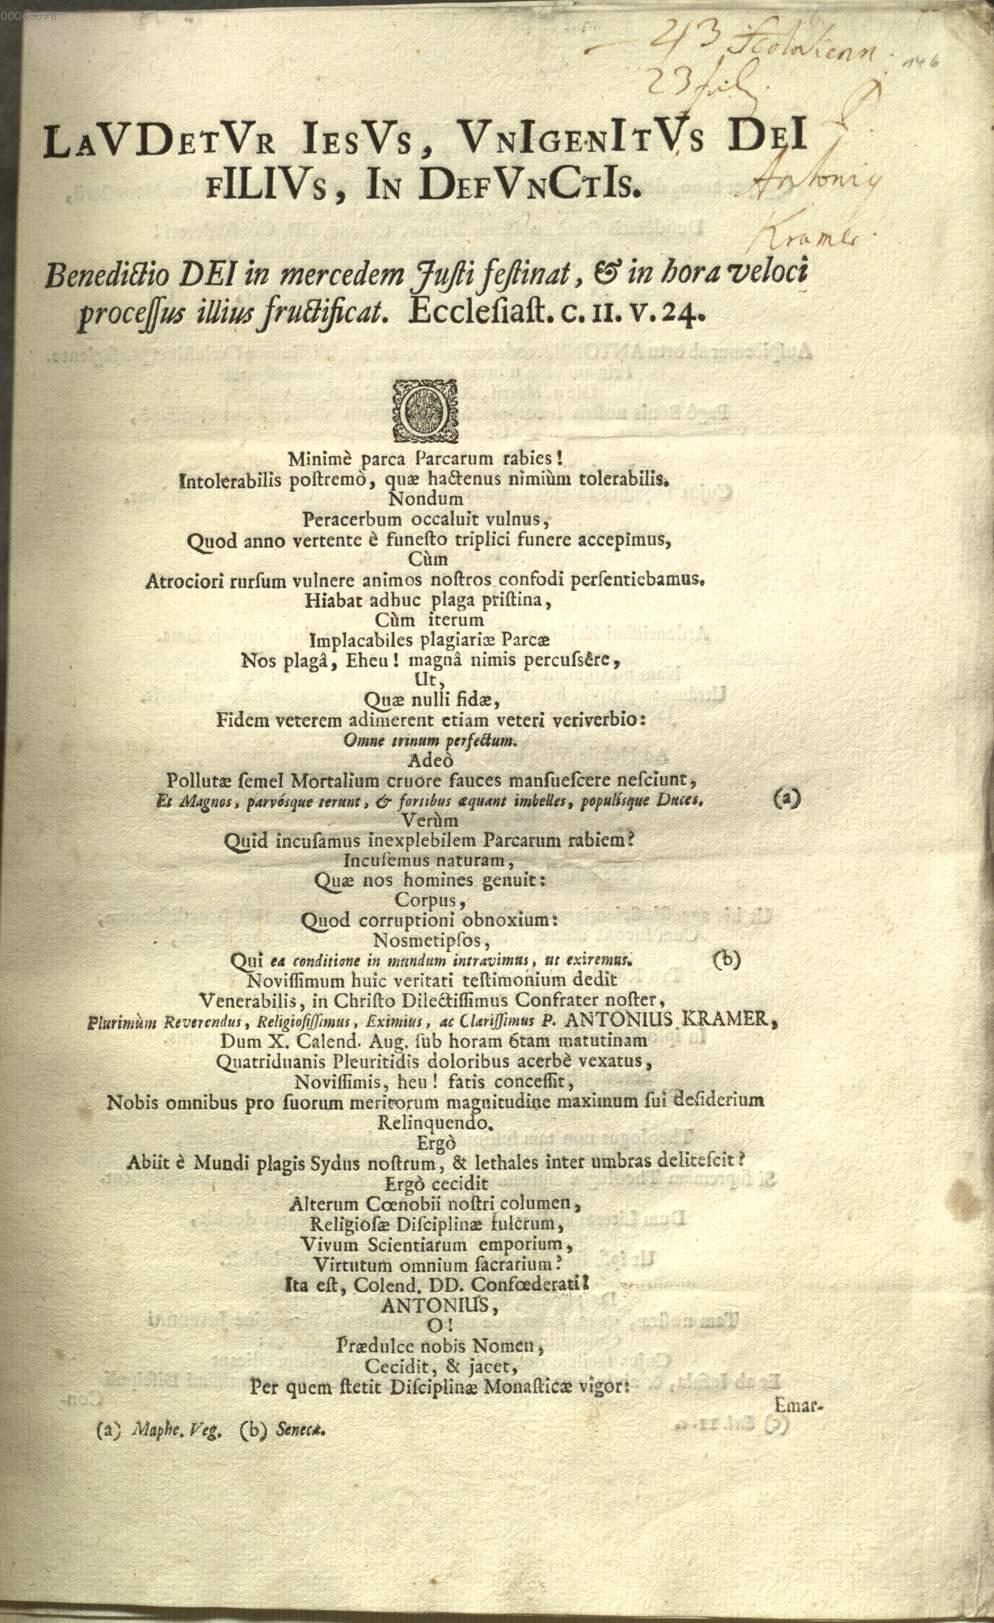 43
23 Jul.
146
P.
Antonius
Kramer.
LAVDETVR IESVS, VNIGENITVS DEI
FILIVS, IN DEFVNCTIS.
Benedictio DEI in mercedem Juſti feſtinat, & in hora veloci
proceſſus illius fructificat. Eccleſiaſt. c. 11. v. 24.
O
Minimè parca Parcarum rabies!
Intolerabilis poſtremò, quæ hactenus nimiùm tolerabilis.
Nondum
Peracerbum occaluit vulnus,
Quod anno vertente è funeſto triplici funere accepimus,
Cùm
Atrociori rurſum vulnere animos noſtros confodi perſentiebamus.
Hiabat adhuc plaga priſtina,
Cùm iterum
Implacabiles plagiariæ Parcæ
Nos plagâ, Eheu! magnâ nimis percuſsêre,
Ut,
Quæ nulli fidæ,
Fidem veterem adimerent etiam veteri veriverbio:
Omne trinum perfectum.
Adeò
Pollutæ ſemel Mortalium cruore fauces manſueſcere neſciunt,
Et Magnos, parvósque terunt, & fortibus æquant imbelles, populísque Duces. (a)
Verùm
Quid incuſamus inexplebilem Parcarum rabiem?
Incuſemus naturam,
Quæ nos homines genuit:
Corpus,
Quod corruptioni obnoxium:
Noſmetipſos,
Qui ea conditione in mundum intravimus, ut exiremus. (b)
Noviſſimum huic veritati teſtimonium dedit
Venerabilis, in Chriſto Dilectiſſimus Confrater noſter,
Plurimùm Reverendus, Religioſiſſimus, Eximius, ac Clariſſimus P. ANTONIUS KRAMER,
Dum X. Calend. Aug. ſub horam 6tam matutinam
Quatriduanis Pleuritidis doloribus acerbè vexatus,
Noviſſimis, heu! fatis conceſſit,
Nobis omnibus pro ſuorum meritorum magnitudine maximum ſui deſiderium
Relinquendo.
Ergò
Abiit è Mundi plagis Sydus noſtrum, & lethales inter umbras deliteſcit?
Ergò cecidit
Alterum Cœnobii noſtri columen,
Religioſæ Diſciplinæ fulcrum,
Vivum Scientiarum emporium,
Virtutum omnium ſacrarium?
Ita eſt, Colend. DD. Confœderati!
ANTONIUS,
O!
Prædulce nobis Nomen,
Cecidit, & jacet,
Per quem ſtetit Diſciplinæ Monaſticæ vigor:
Emar-
(a) Maphe. Veg. (b) Seneca.